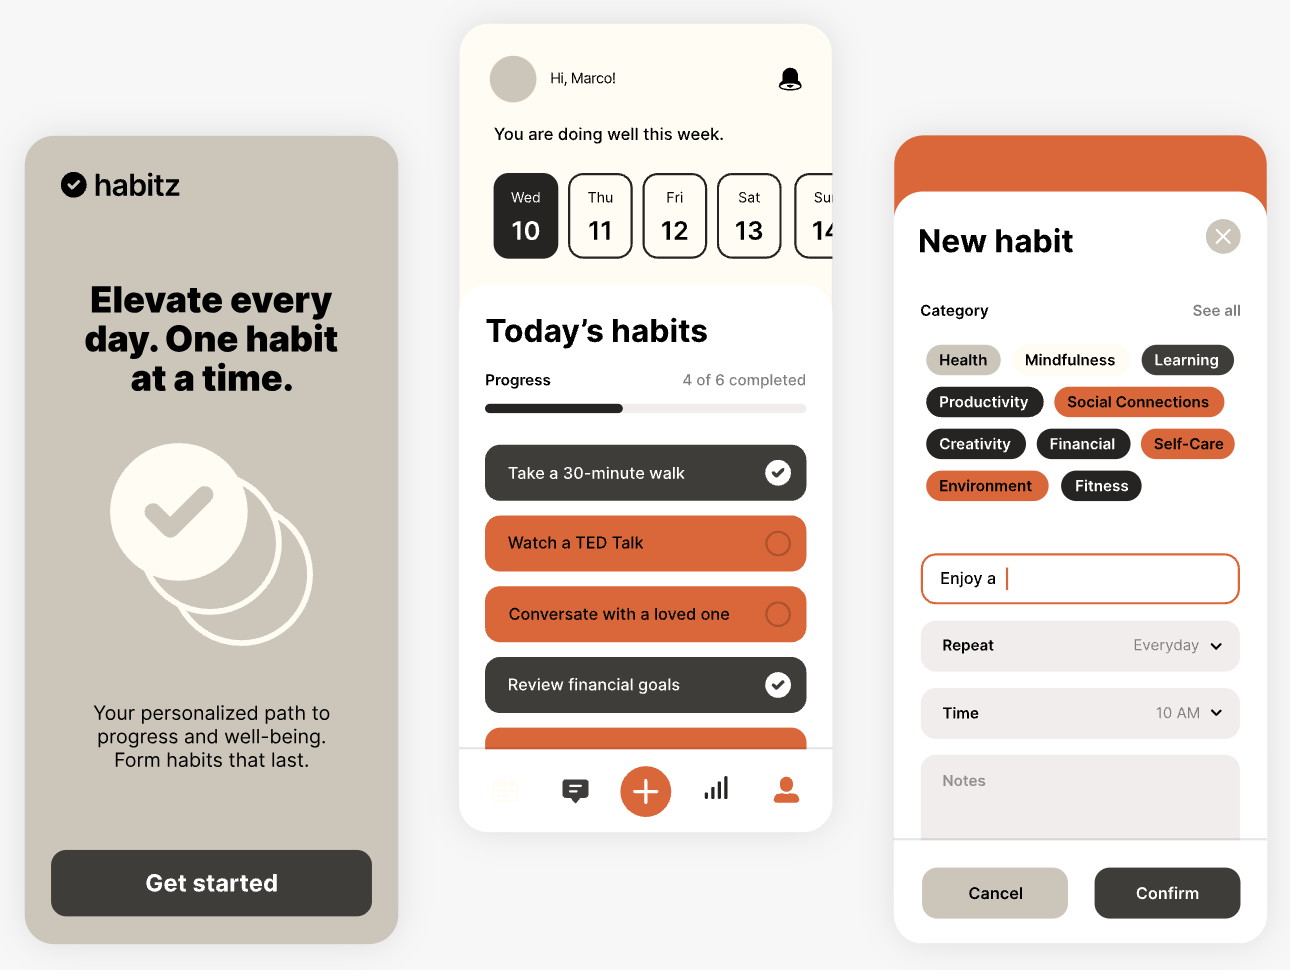 habitz
Elevate every
day. One habit
at a time.
Your personalized path to
progress and well-being.
Form habits that last.
Get started
Hi, Marco!
You are doing well this week.
Wed Thu Fri Sat Sun
10 11 12 13 14
Today's habits
Progress 4 of 6 completed
Take a 30-minute walk
Watch a TED Talk
Conversate with a loved one
Review financial goals
New habit
Category See all
Health Mindfulness Learning
Productivity Social Connections
Creativity Financial Self-Care
Environment Fitness
Enjoy a
Repeat Everyday
Time 10 AM
Notes
Cancel Confirm